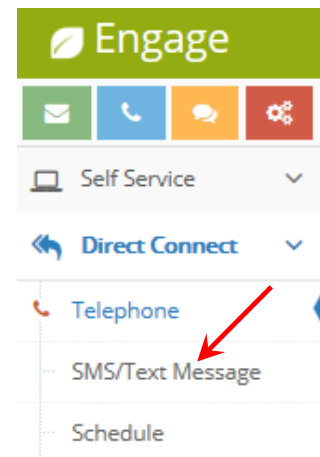 Engage
Self Service
Direct Connect
Telephone
SMS/Text Message
Schedule